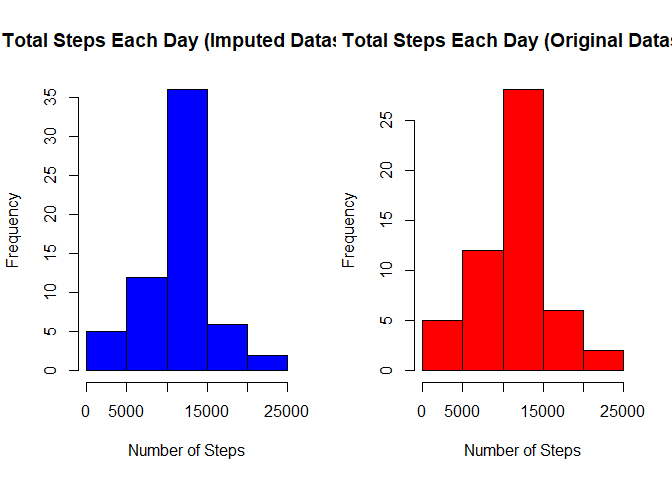 Total Steps Each Day (Imputed Datas
Frequency
35
30
25
20
15
10
5
0
0 5000 15000 25000
Number of Steps
Total Steps Each Day (Original Datas
Frequency
25
20
15
10
5
0
0 5000 15000 25000
Number of Steps